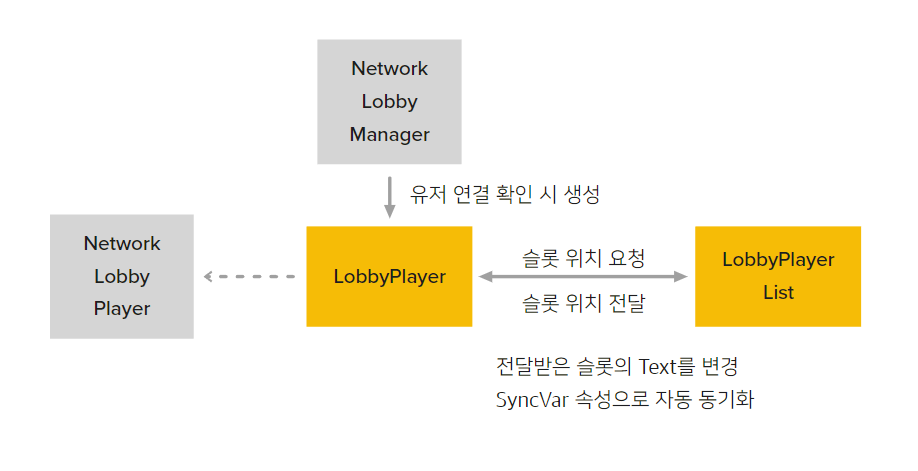 Network
Lobby
Manager
유저 연결 확인 시 생성
Network
Lobby
Player
LobbyPlayer
슬롯 위치 요청
슬롯 위치 전달
LobbyPlayer
List
전달받은 슬롯의 Text를 변경
SyncVar 속성으로 자동 동기화